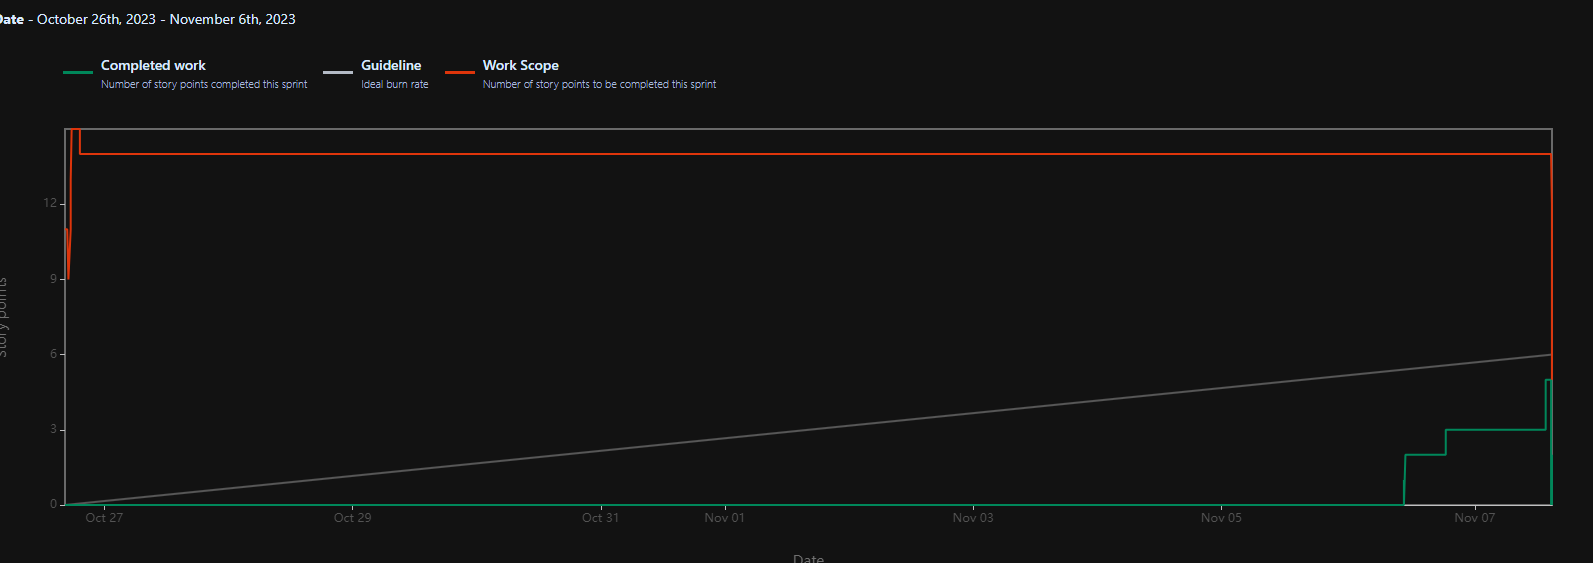 Date - October 26th, 2023 - November 6th, 2023
Completed work
Number of story points completed this sprint
Guideline
Ideal burn rate
Work Scope
Number of story points to be completed this sprint
12
9
6
3
0
Story points
Oct 27
Oct 29
Oct 31
Nov 01
Nov 03
Nov 05
Nov 07
Date